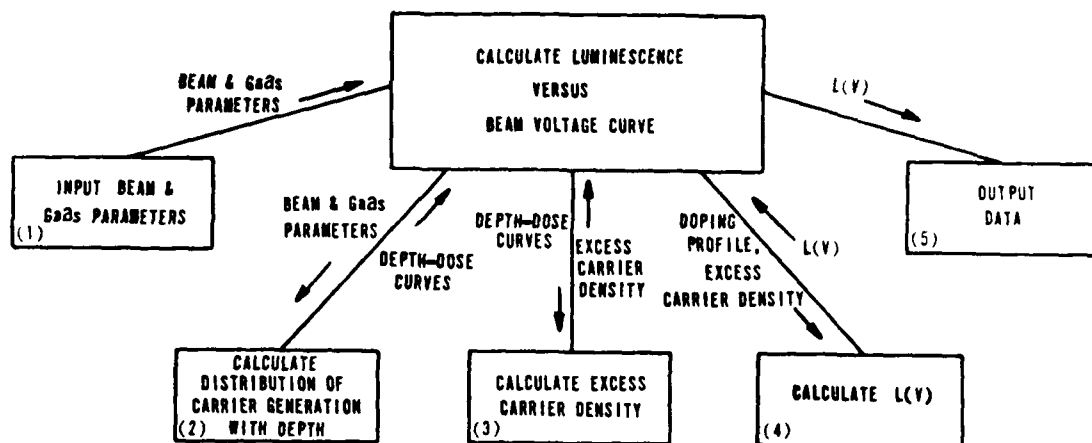 CALCULATE LUMINESCENCE
VERSUS
BEAM VOLTAGE CURVE
BEAM & GaAs
PARAMETERS
L(V)
INPUT BEAM &
GaAs PARAMETERS
(1)
BEAM & GaAs
PARAMETERS
DEPTH-DOSE
CURVES
DEPTH-DOSE
CURVES
EXCESS
CARRIER
DENSITY
DOPING
PROFILE,
EXCESS
CARRIER DENSITY
L(V)
OUTPUT
DATA
(5)
CALCULATE
DISTRIBUTION OF
CARRIER GENERATION
(2) WITH DEPTH
CALCULATE EXCESS
CARRIER DENSITY
(3)
CALCULATE L(V)
(4)